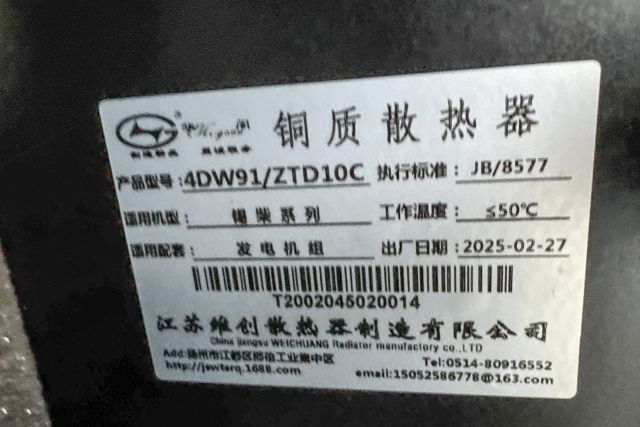 铜质散热器
产品型号: 4DW91/ZTD10C 执行标准: JB/8577
适用机型: 锡柴系列 工作温度: ≤50℃
适用配套: 发电机组 出厂日期: 2025-02-27
T2002045020014
江苏维创散热器制造有限公司
China jiangsu WEICHUANG Radiator manufactory co.,LTD
Add:扬州市江都区邵伯工业集中区 Tel:0514-80916552
http://jswtsrq.1688.com email:15052586778@163.com